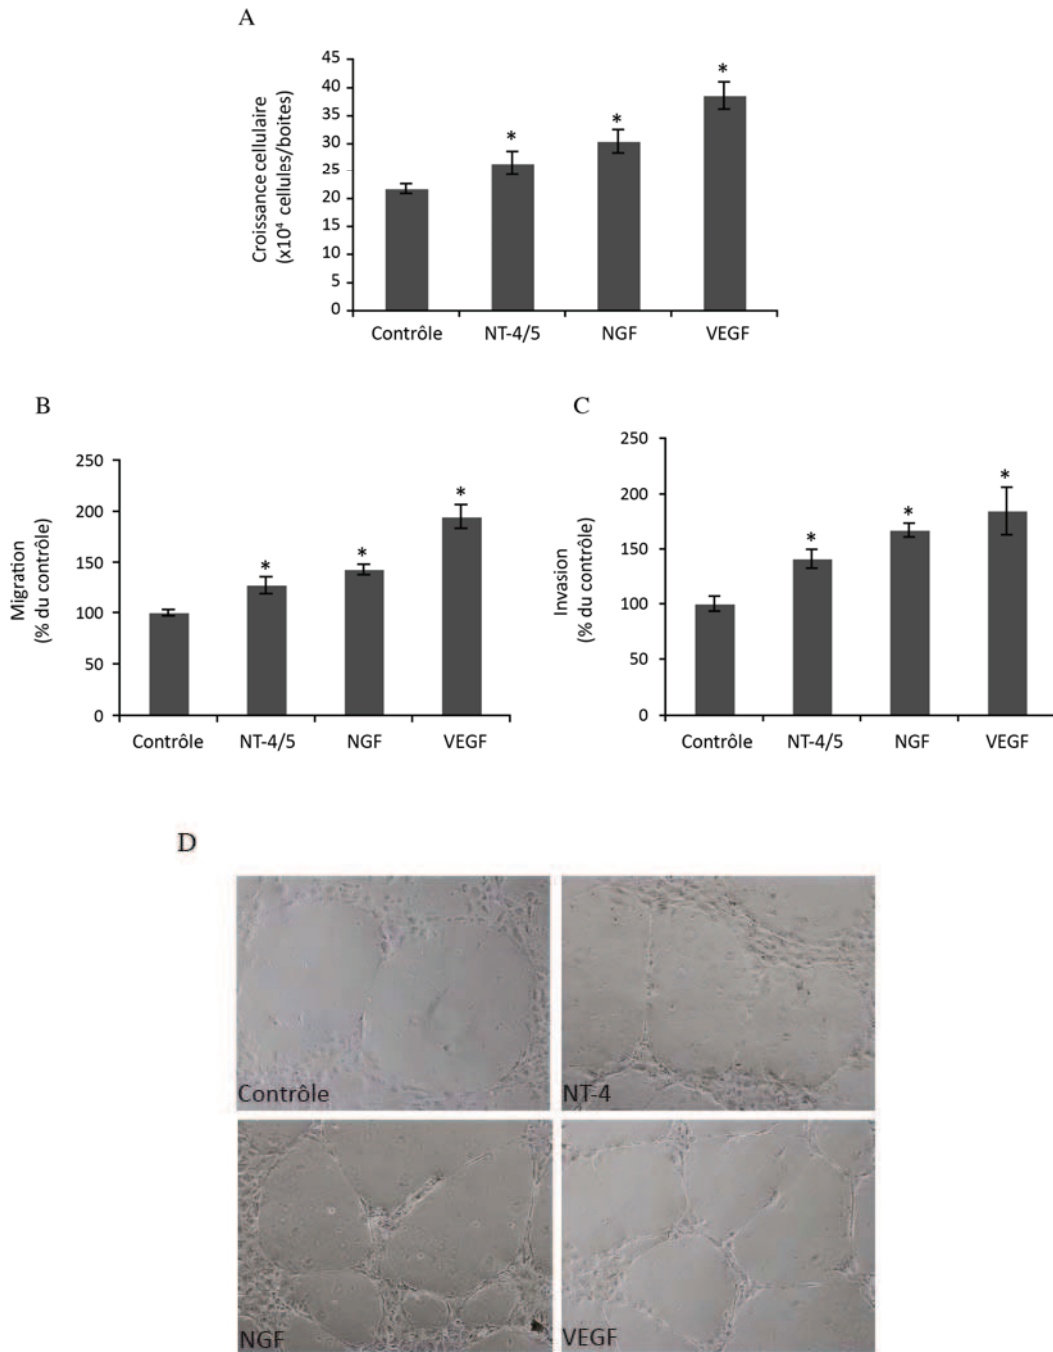 A
Croissance cellulaire
(x10⁴ cellules/boites)
45
40
35
30
25
20
15
10
5
0
*
*
*
Contrôle NT-4/5 NGF VEGF
B
Migration
(% du contrôle)
250
200
150
100
50
0
*
*
*
Contrôle NT-4/5 NGF VEGF
C
Invasion
(% du contrôle)
250
200
150
100
50
0
*
*
*
Contrôle NT-4/5 NGF VEGF
D
Contrôle
NT-4
NGF
VEGF